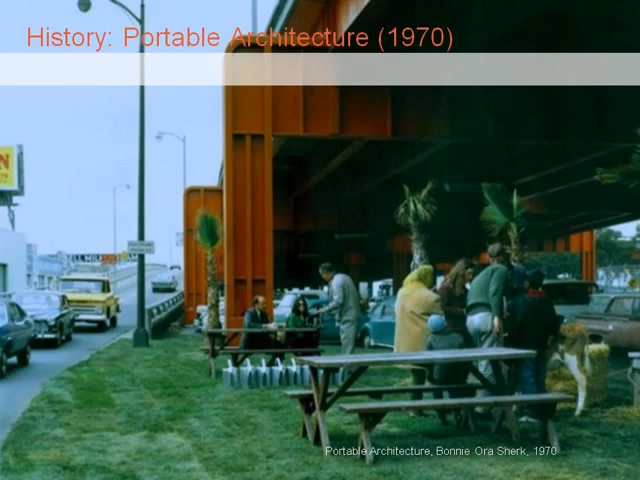 History: Portable Architecture (1970)
Portable Architecture, Bonnie Ora Sherk, 1970